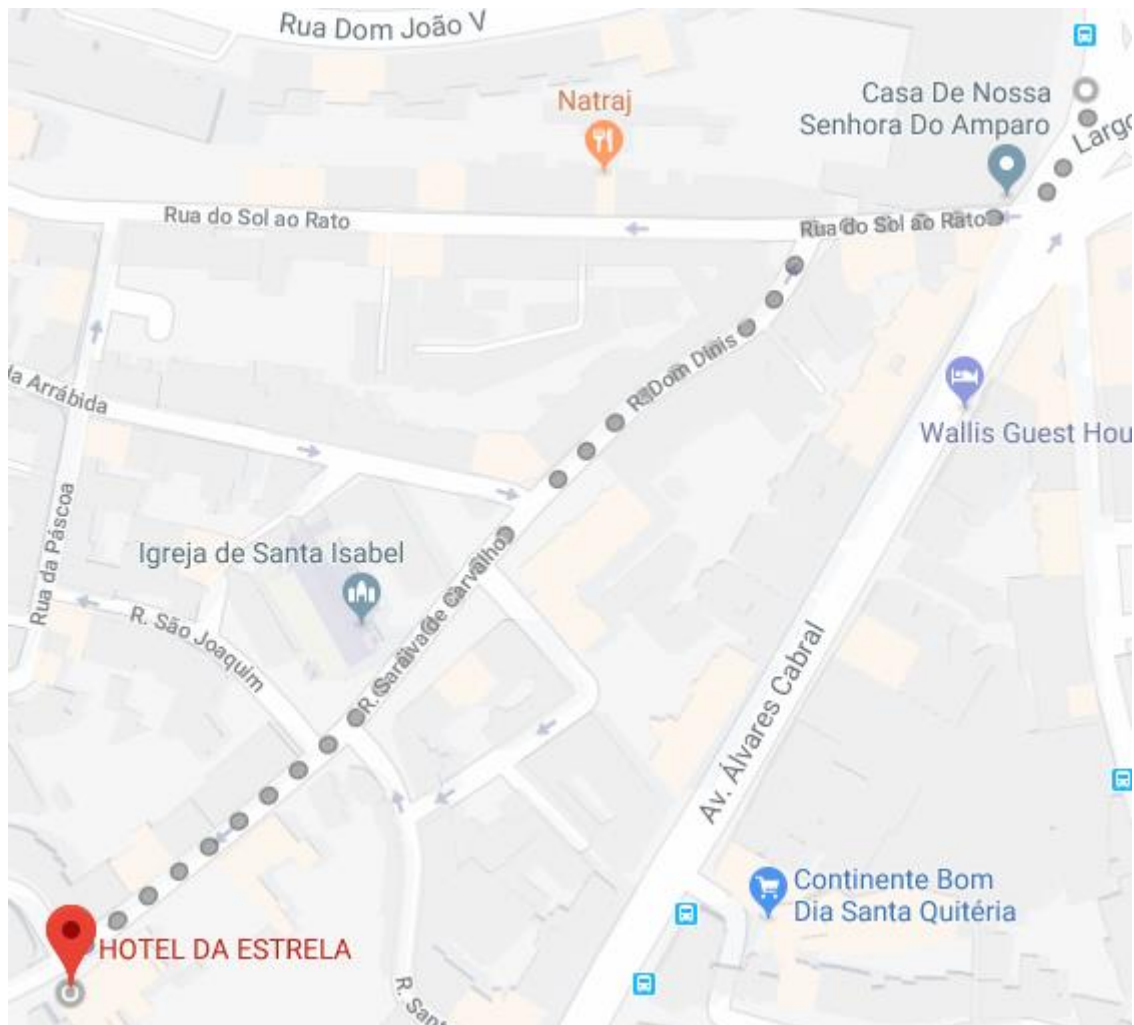 Rua Dom João V
Natraj
Casa De Nossa
Senhora Do Amparo
Largo
Rua do Sol ao Rato
Rua do Sol ao Rato
R. Dom Dinis
da Arrábida
Wallis Guest Hou
Rua da Páscoa
Igreja de Santa Isabel
R. São Joaquim
R. Saraiva de Carvalho
Av. Álvares Cabral
Continente Bom
Dia Santa Quitéria
HOTEL DA ESTRELA
R. Sant